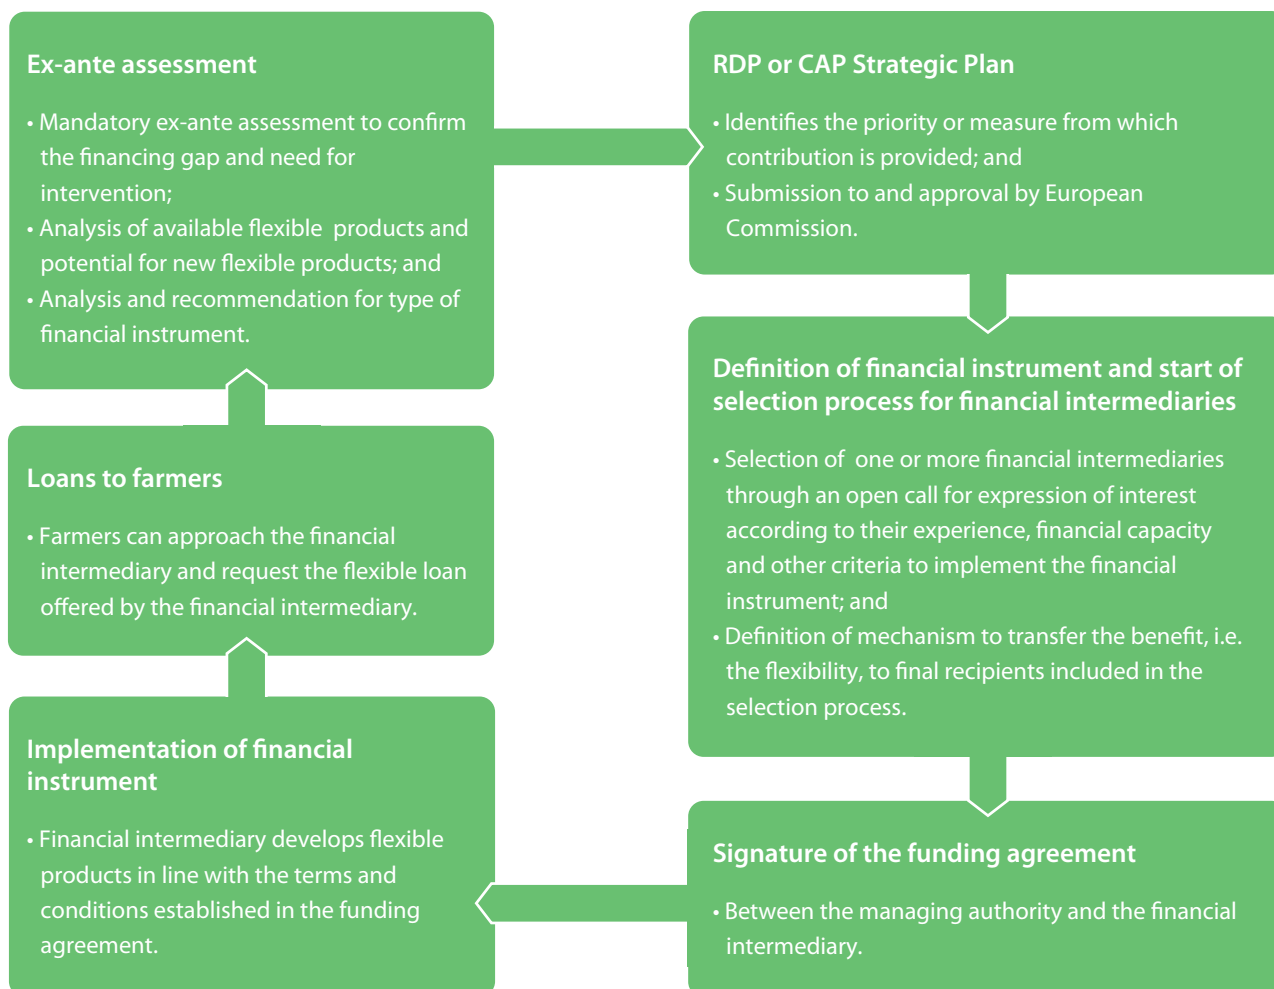 Ex-ante assessment
• Mandatory ex-ante assessment to confirm
the financing gap and need for
intervention;
• Analysis of available flexible products and
potential for new flexible products; and
• Analysis and recommendation for type of
financial instrument.
RDP or CAP Strategic Plan
• Identifies the priority or measure from which
contribution is provided; and
• Submission to and approval by European
Commission.
Definition of financial instrument and start of
selection process for financial intermediaries
• Selection of one or more financial intermediaries
through an open call for expression of interest
according to their experience, financial capacity
and other criteria to implement the financial
instrument; and
• Definition of mechanism to transfer the benefit, i.e.
the flexibility, to final recipients included in the
selection process.
Signature of the funding agreement
• Between the managing authority and the financial
intermediary.
Implementation of financial
instrument
• Financial intermediary develops flexible
products in line with the terms and
conditions established in the funding
agreement.
Loans to farmers
• Farmers can approach the financial
intermediary and request the flexible loan
offered by the financial intermediary.